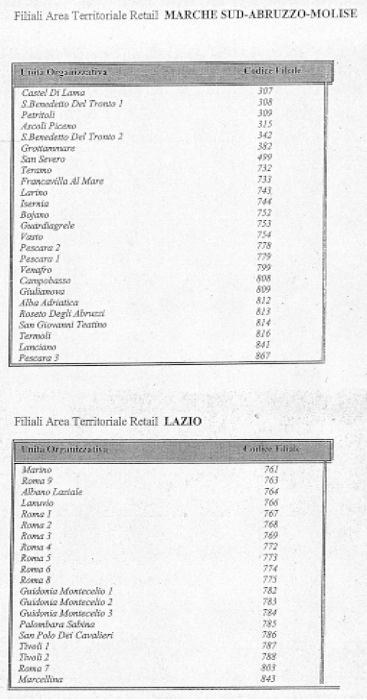 Filiali Area Territoriale Retail MARCHE SUD-ABRUZZO-MOLISE
Unita Organizzativa Codice Filiale
Castel Di Lama 307
S.Benedetto Del Tronto 1 308
Petritoli 309
Ascoli Piceno 315
S.Benedetto Del Tronto 2 342
Grottammare 382
San Severo 499
Teramo 732
Francavilla Al Mare 733
Larino 743
Isernia 744
Bojano 752
Guardiagrele 753
Vasto 754
Pescara 2 778
Pescara 1 779
Venafro 799
Campobasso 808
Giulianova 809
Alba Adriatica 812
Roseto Degli Abruzzi 813
San Giovanni Teatino 814
Termoli 816
Lanciano 841
Pescara 3 867
Filiali Area Territoriale Retail LAZIO
Unita Organizzativa Codice Filiale
Marino 761
Roma 9 763
Albano Laziale 764
Lanuvio 766
Roma 1 767
Roma 2 768
Roma 3 769
Roma 4 772
Roma 5 773
Roma 6 774
Roma 8 775
Guidonia Montecelio 1 782
Guidonia Montecelio 2 783
Guidonia Montecelio 3 784
Palombara Sabina 785
San Polo Dei Cavalieri 786
Tivoli 1 787
Tivoli 2 788
Roma 7 803
Marcellina 843